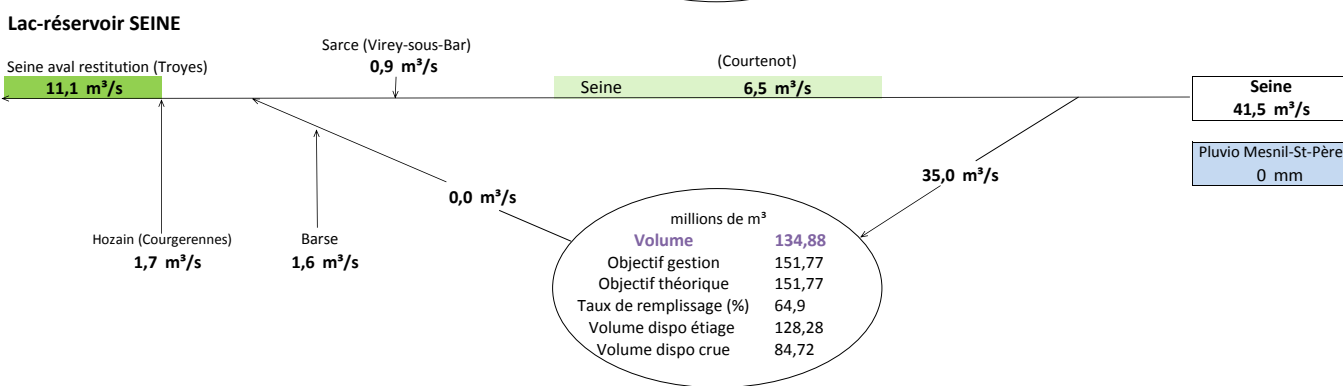 Lac-réservoir SEINE
Sarce (Virey-sous-Bar)
0,9 m³/s
Seine aval restitution (Troyes)
11,1 m³/s
(Courtenot)
Seine 6,5 m³/s
Seine
41,5 m³/s
Pluvio Mesnil-St-Père
0 mm
35,0 m³/s
0,0 m³/s
Hozain (Courgerennes)
1,7 m³/s
Barse
1,6 m³/s
millions de m³
Volume 134,88
Objectif gestion 151,77
Objectif théorique 151,77
Taux de remplissage (%) 64,9
Volume dispo étiage 128,28
Volume dispo crue 84,72